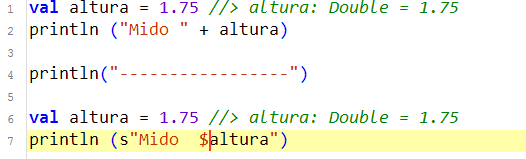 1 val altura = 1.75 //> altura: Double = 1.75
2 println ("Mido " + altura)
3
4 println("-----------------")
5
6 val altura = 1.75 //> altura: Double = 1.75
7 println (s"Mido  $altura")